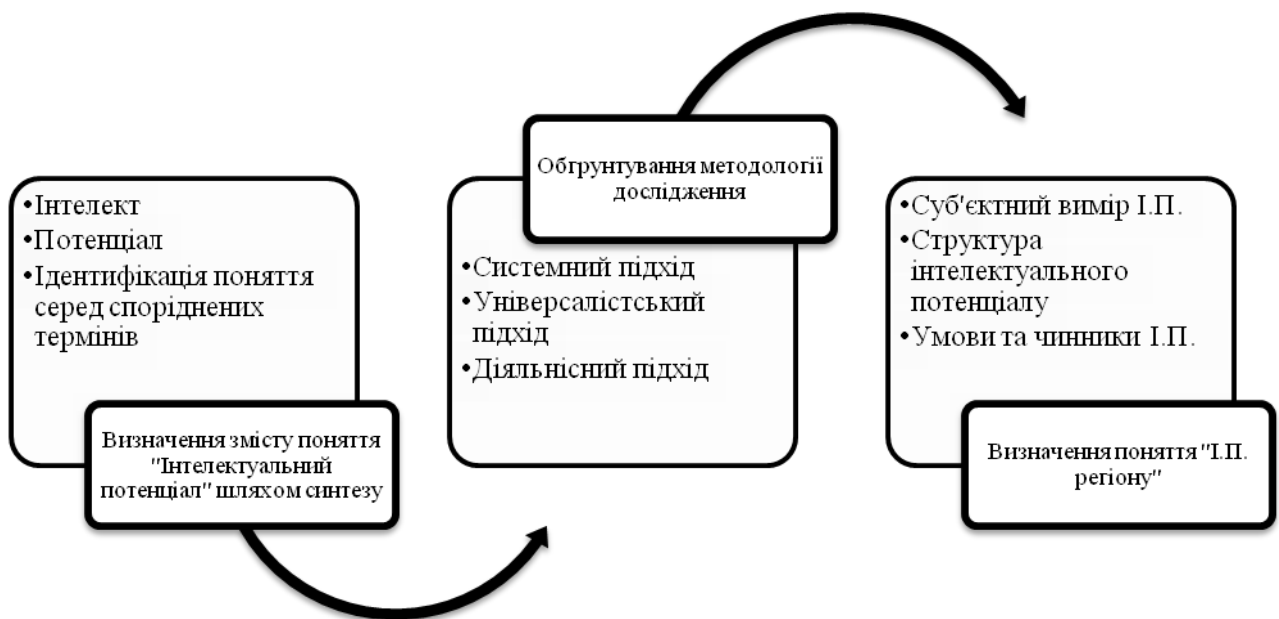 •Інтелект
•Потенціал
•Ідентифікація поняття
серед споріднених
термінів
Визначення змісту поняття
"Інтелектуальний
потенціал" шляхом синтезу
Обґрунтування методології
дослідження
•Системний підхід
•Універсалістський
підхід
•Діяльнісний підхід
•Суб'єктний вимір І.П.
•Структура
інтелектуального
потенціалу
•Умови та чинники І.П.
Визначення поняття "І.П.
регіону"